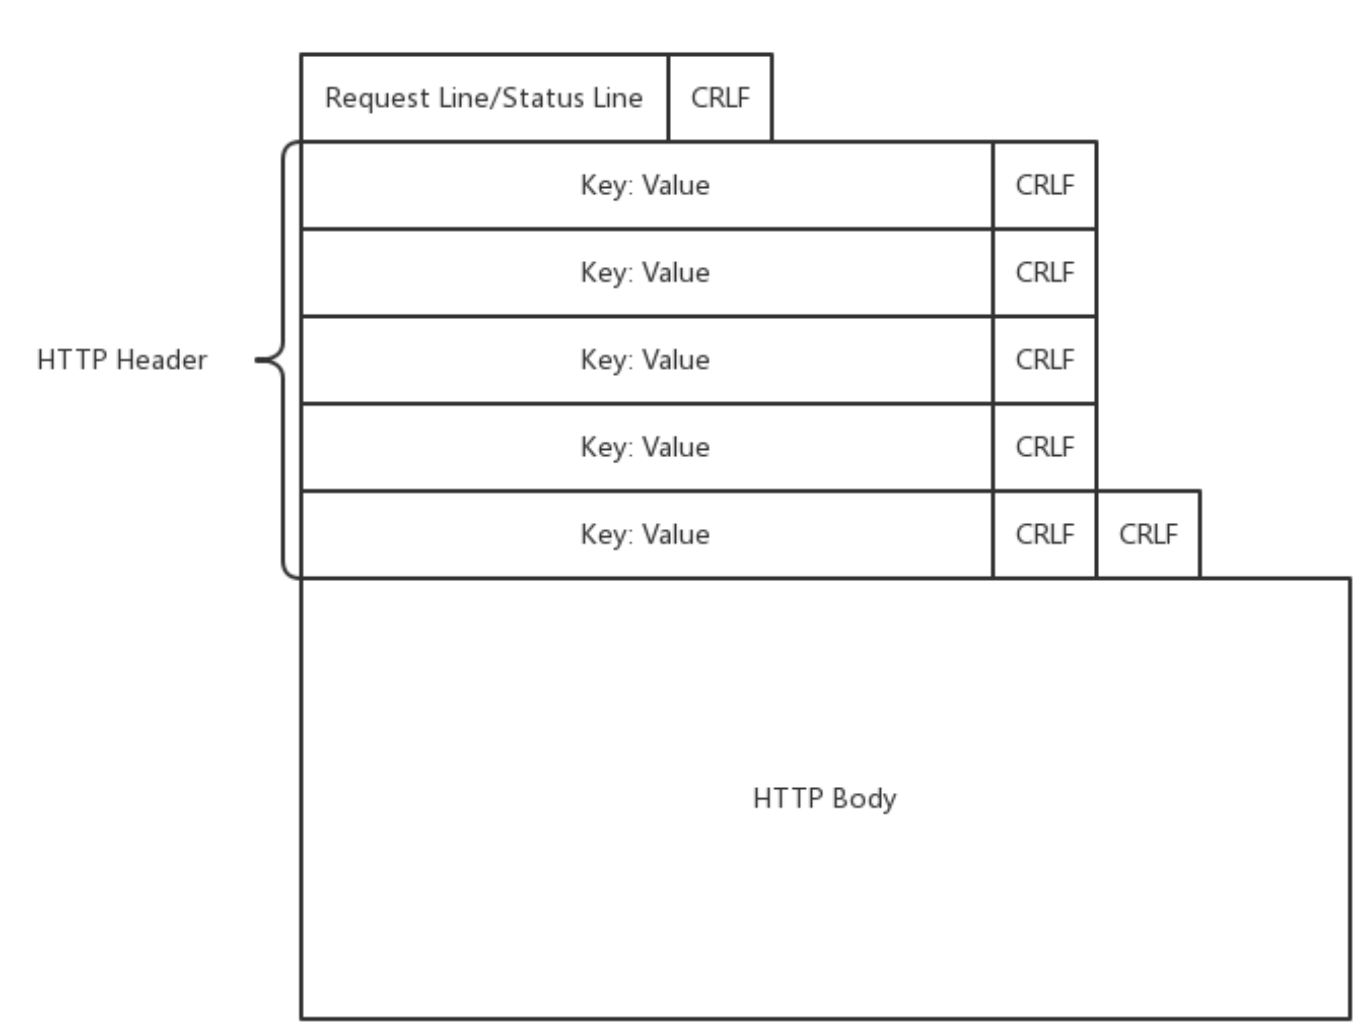 Request Line/Status Line CRLF
Key: Value CRLF
Key: Value CRLF
HTTP Header Key: Value CRLF
Key: Value CRLF
Key: Value CRLF CRLF
HTTP Body